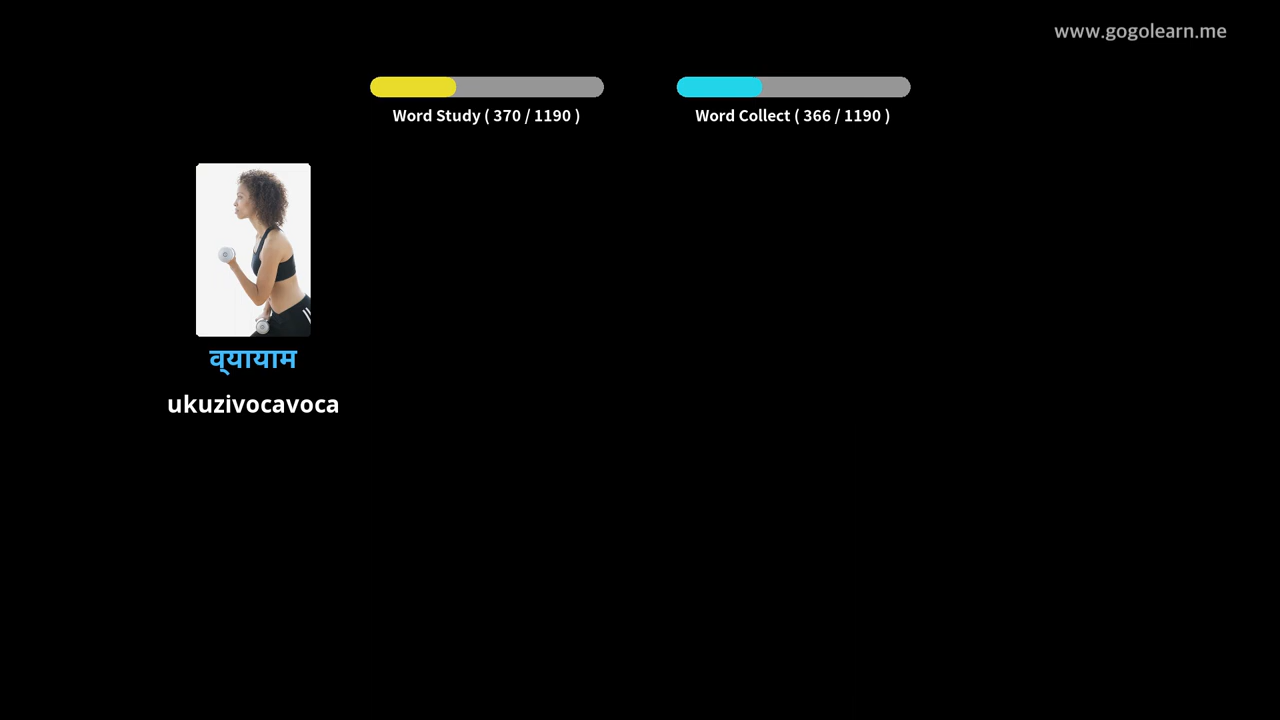 www.gogolearn.me
Word Study ( 370 / 1190 )
Word Collect ( 366 / 1190 )
व्यायाम
ukuzivocavoca